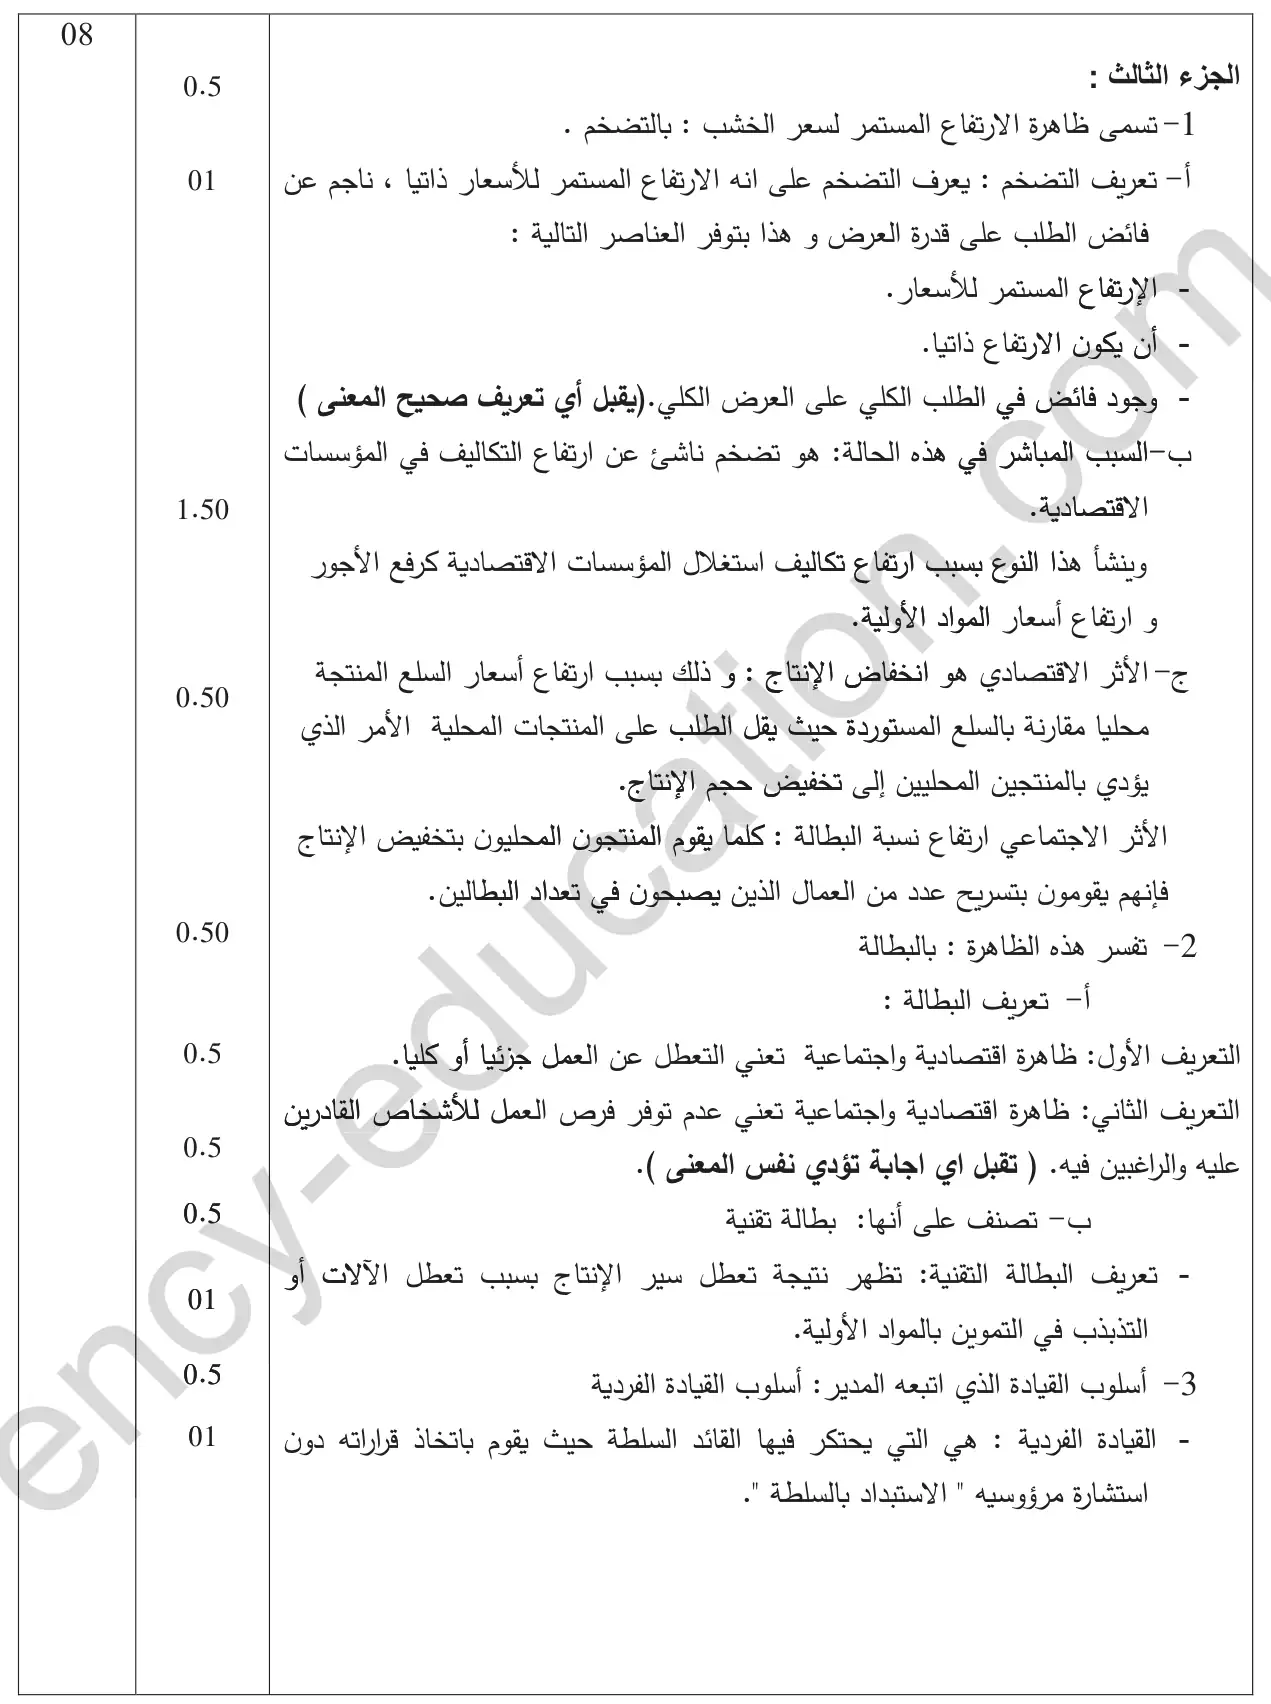 08
0.5
الجزء الثالث :
1- تسمى ظاهرة الارتفاع المستمر لسعر الخشب : بالتضخم .
01
أ- تعريف التضخم : يعرف التضخم على انه الارتفاع المستمر للأسعار ذاتيا ، ناجم عن
فائض الطلب على قدرة العرض و هذا بتوفر العناصر التالية :
- الإرتفاع المستمر للأسعار.
- أن يكون الارتفاع ذاتيا.
- وجود فائض في الطلب الكلي على العرض الكلي.(يقبل أي تعريف صحيح المعنى )
ب-السبب المباشر في هذه الحالة: هو تضخم ناشئ عن ارتفاع التكاليف في المؤسسات
1.50
الاقتصادية.
وينشأ هذا النوع بسبب ارتفاع تكاليف استغلال المؤسسات الاقتصادية كرفع الأجور
و ارتفاع أسعار المواد الأولية.
ج- الأثر الاقتصادي هو انخفاض الإنتاج : و ذلك بسبب ارتفاع أسعار السلع المنتجة
0.50
محليا مقارنة بالسلع المستوردة حيث يقل الطلب على المنتجات المحلية الأمر الذي
يؤدي بالمنتجين المحليين إلى تخفيض حجم الإنتاج.
الأثر الاجتماعي ارتفاع نسبة البطالة : كلما يقوم المنتجون المحليون بتخفيض الإنتاج
فإنهم يقومون بتسريح عدد من العمال الذين يصبحون في تعداد البطالين.
0.50
2- تفسر هذه الظاهرة : بالبطالة
أ- تعريف البطالة :
0.5
التعريف الأول: ظاهرة اقتصادية واجتماعية تعني التعطل عن العمل جزئيا أو كليا.
التعريف الثاني: ظاهرة اقتصادية واجتماعية تعني عدم توفر فرص العمل للأشخاص القادرين
0.5
عليه والراغبين فيه. ( تقبل اي اجابة تؤدي نفس المعنى ).
0.5
ب- تصنف على أنها: بطالة تقنية
- تعريف البطالة التقنية: تظهر نتيجة تعطل سير الإنتاج بسبب تعطل الآلات أو
01
التذبذب في التموين بالمواد الأولية.
0.5
3- أسلوب القيادة الذي اتبعه المدير : أسلوب القيادة الفردية
01
- القيادة الفردية : هي التي يحتكر فيها القائد السلطة حيث يقوم باتخاذ قراراته دون
استشارة مرؤوسيه " الاستبداد بالسلطة ".
ency-education.com